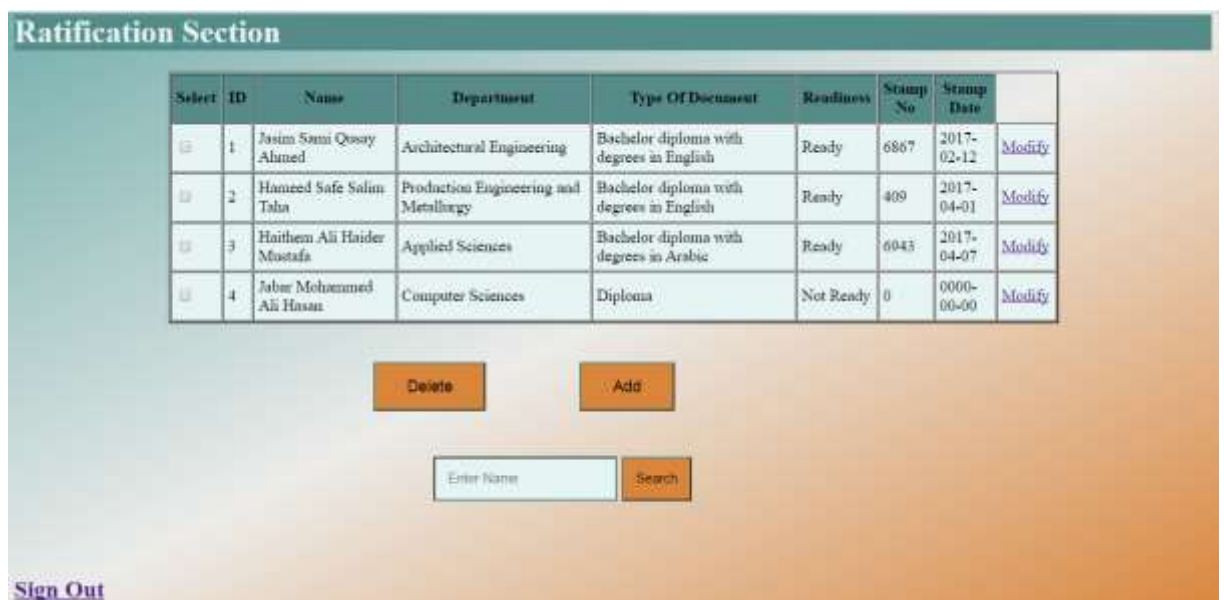 Ratification Section
Select ID Name Department Type Of Document Readiness Stamp No Stamp Date
1 Jasim Sami Qusay Ahmed Architectural Engineering Bachelor diploma with degrees in English Ready 6867 2017-02-12 Modify
2 Hameed Safe Salim Taha Production Engineering and Metallurgy Bachelor diploma with degrees in English Ready 409 2017-04-01 Modify
3 Haithem Ali Haider Mustafa Applied Sciences Bachelor diploma with degrees in Arabic Ready 6943 2017-04-07 Modify
4 Jabar Mohammed Ali Hasan Computer Sciences Diploma Not Ready 0 0000-00-00 Modify
Delete Add
Enter Name Search
Sign Out